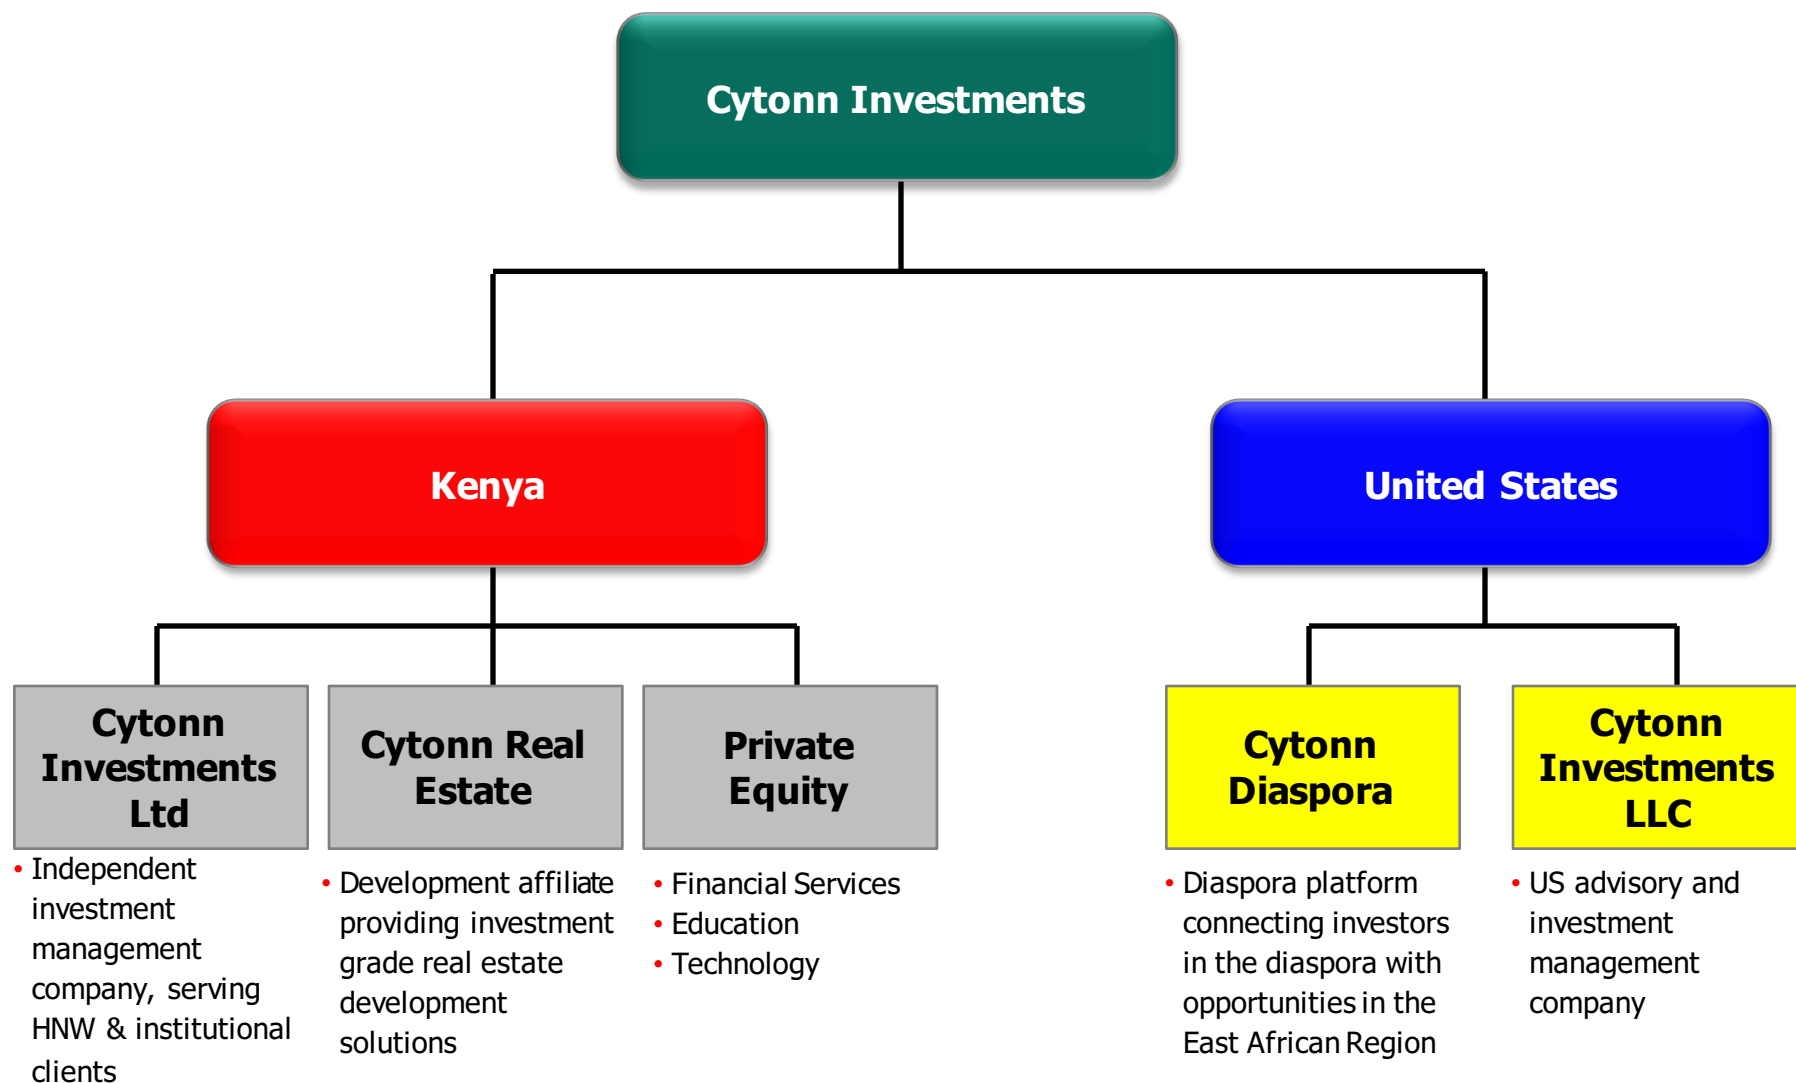 Cytonn Investments
Kenya
United States
Cytonn
Investments
Ltd
• Independent
investment
management
company, serving
HNW & institutional
clients
Cytonn Real
Estate
• Development affiliate
providing investment
grade real estate
development
solutions
Private
Equity
• Financial Services
• Education
• Technology
Cytonn
Diaspora
• Diaspora platform
connecting investors
in the diaspora with
opportunities in the
East African Region
Cytonn
Investments
LLC
• US advisory and
investment
management
company